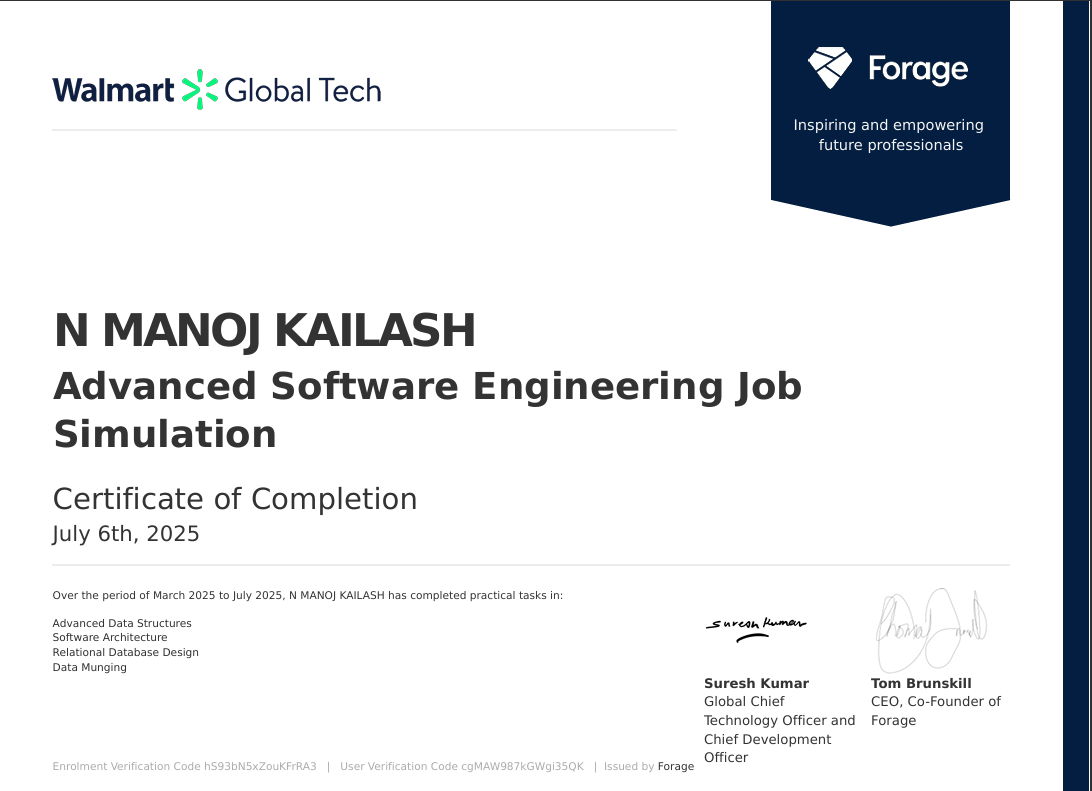 Walmart Global Tech
Forage
Inspiring and empowering
future professionals
N MANOJ KAILASH
Advanced Software Engineering Job
Simulation
Certificate of Completion
July 6th, 2025
Over the period of March 2025 to July 2025, N MANOJ KAILASH has completed practical tasks in:
Advanced Data Structures
Software Architecture
Relational Database Design
Data Munging
Suresh Kumar
Suresh Kumar
Global Chief
Technology Officer and
Chief Development
Officer
Tom Brunskill
CEO, Co-Founder of
Forage
Enrolment Verification Code hS93bN5xZouKFrRA3 | User Verification Code cgMAW987kGWgi35QK | Issued by Forage